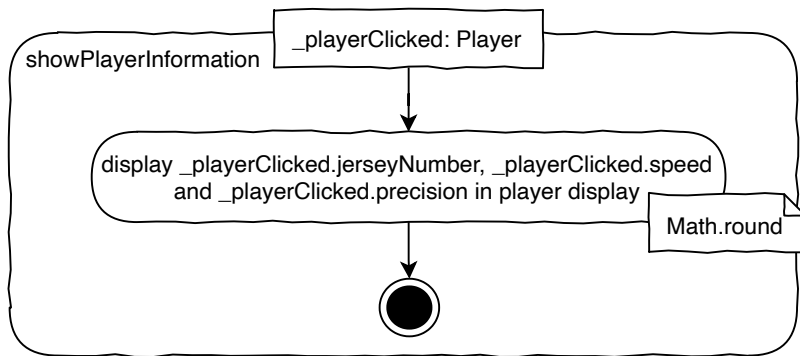 _playerClicked: Player
showPlayerInformation
display _playerClicked.jerseyNumber, _playerClicked.speed
and _playerClicked.precision in player display
Math.round